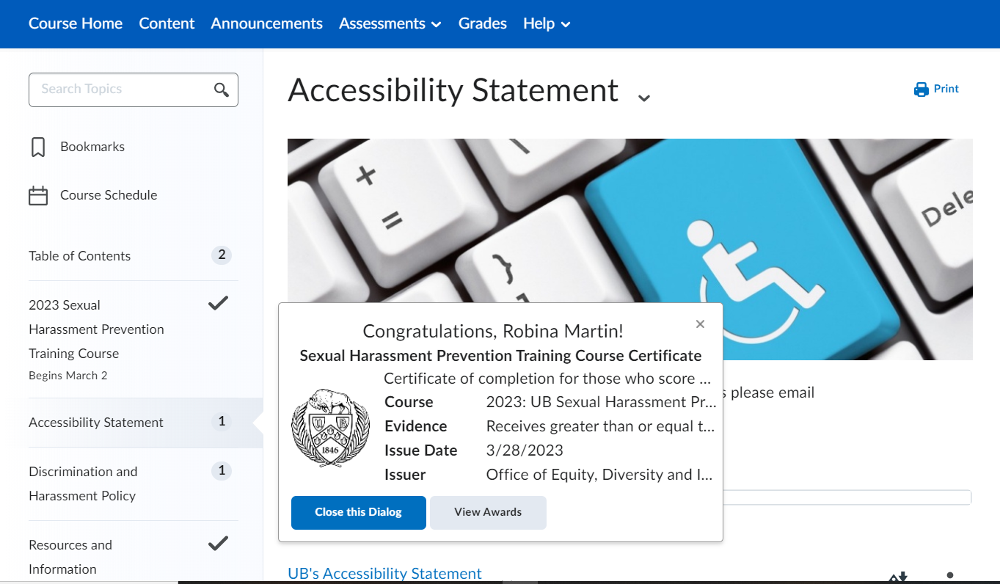 Course Home Content Announcements Assessments Grades Help
Search Topics
Bookmarks
Course Schedule
Table of Contents 2
2023 Sexual
Harassment Prevention
Training Course
Begins March 2
Accessibility Statement 1
Discrimination and 1
Harassment Policy
Resources and
Information
Accessibility Statement
Print
+
=
}
Dele
Congratulations, Robina Martin!
Sexual Harassment Prevention Training Course Certificate
Certificate of completion for those who score ...
Course 2023: UB Sexual Harassment Pr...
Evidence Receives greater than or equal t...
Issue Date 3/28/2023
Issuer Office of Equity, Diversity and I...
1846
Close this Dialog View Awards
s please email
UB's Accessibility Statement